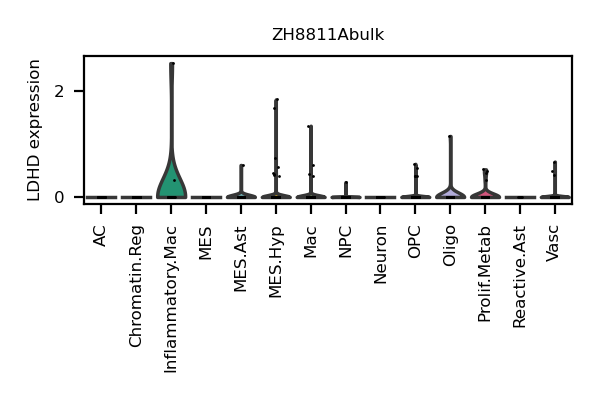 ZH8811Abulk
LDHD expression
2
0
AC
Chromatin.Reg
Inflammatory.Mac
MES
MES.Ast
MES.Hyp
Mac
NPC
Neuron
OPC
Oligo
Prolif.Metab
Reactive.Ast
Vasc